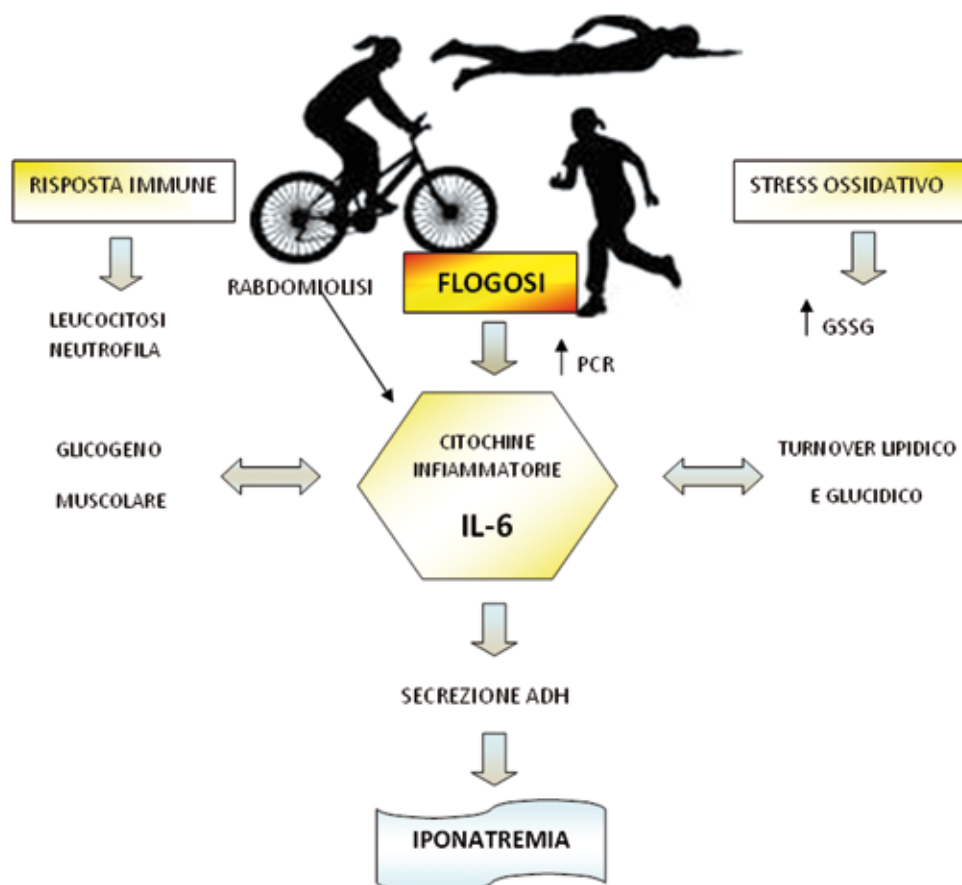 RISPOSTA IMMUNE
STRESS OSSIDATIVO
RABDOMIOLISI
FLOGOSI
LEUCOCITOSI
NEUTROFILA
↑ PCR
↑ GSSG
GLICOGENO
MUSCOLARE
CITOCHINE
INFIAMMATORIE
IL-6
TURNOVER LIPIDICO
E GLUCIDICO
SECREZIONE ADH
IPONATREMIA